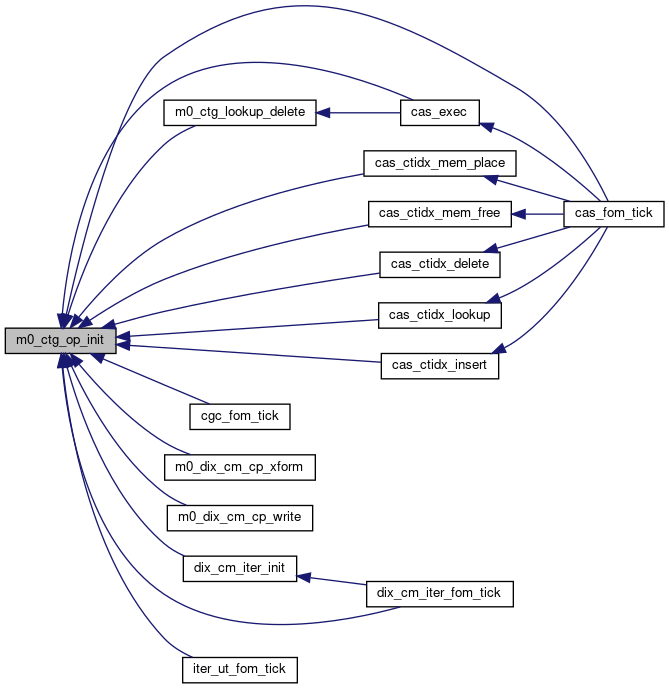 m0_ctg_lookup_delete
cas_exec
cas_ctidx_mem_place
cas_ctidx_mem_free
cas_fom_tick
cas_ctidx_delete
cas_ctidx_lookup
m0_ctg_op_init
cas_ctidx_insert
cgc_fom_tick
m0_dix_cm_cp_xform
m0_dix_cm_cp_write
dix_cm_iter_init
dix_cm_iter_fom_tick
iter_ut_fom_tick